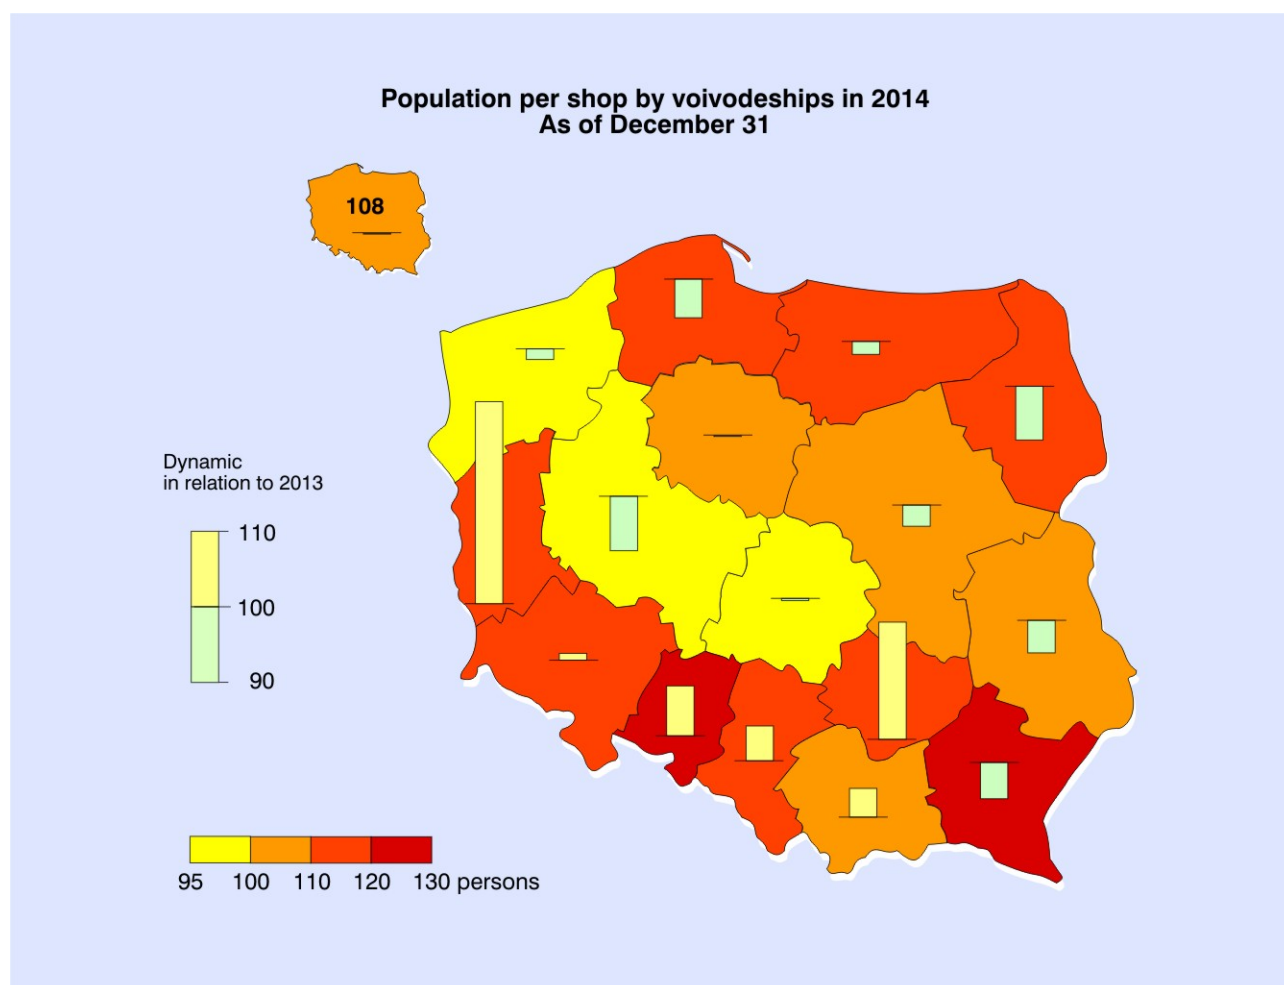 Population per shop by voivodeships in 2014
As of December 31
108
Dynamic
in relation to 2013
110
100
90
95 100 110 120 130 persons